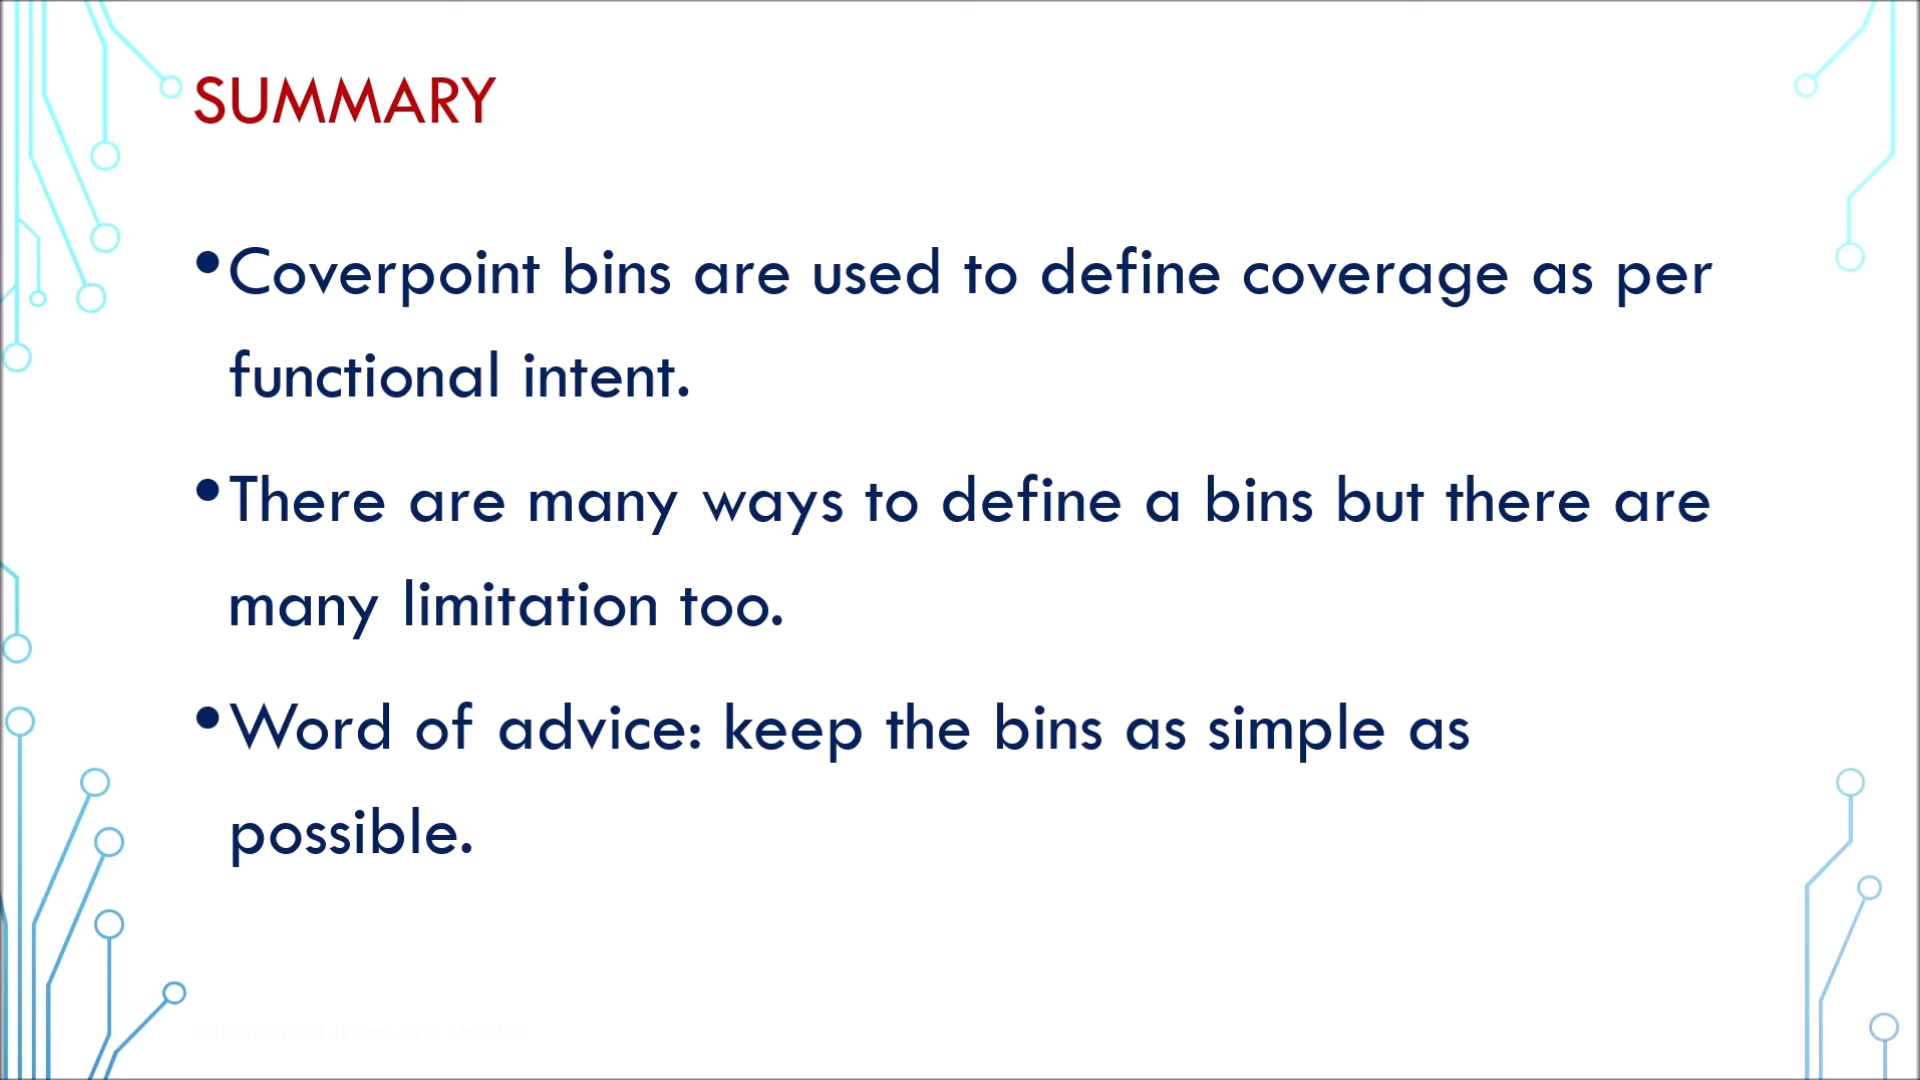 SUMMARY
•Coverpoint bins are used to define coverage as per
functional intent.
•There are many ways to define a bins but there are
many limitation too.
•Word of advice: keep the bins as simple as
possible.